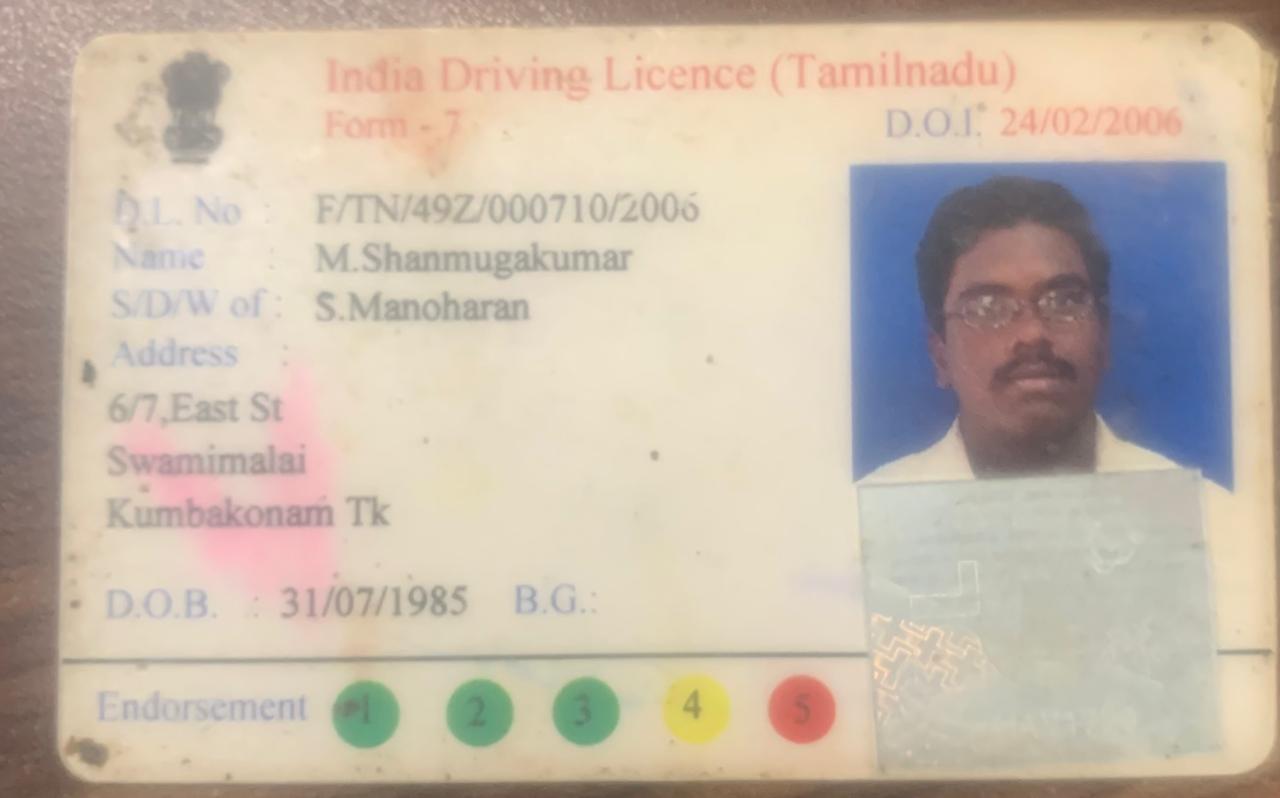 India Driving Licence (Tamilnadu)
Form - 7 D.O.I. 24/02/2006
D.L. No : F/TN/49Z/000710/2006
Name : M.Shanmugakumar
S/D/W of : S.Manoharan
Address :
6/7,East St
Swamimalai
Kumbakonam Tk
D.O.B. : 31/07/1985 B.G.:
Endorsement 1 2 3 4 5